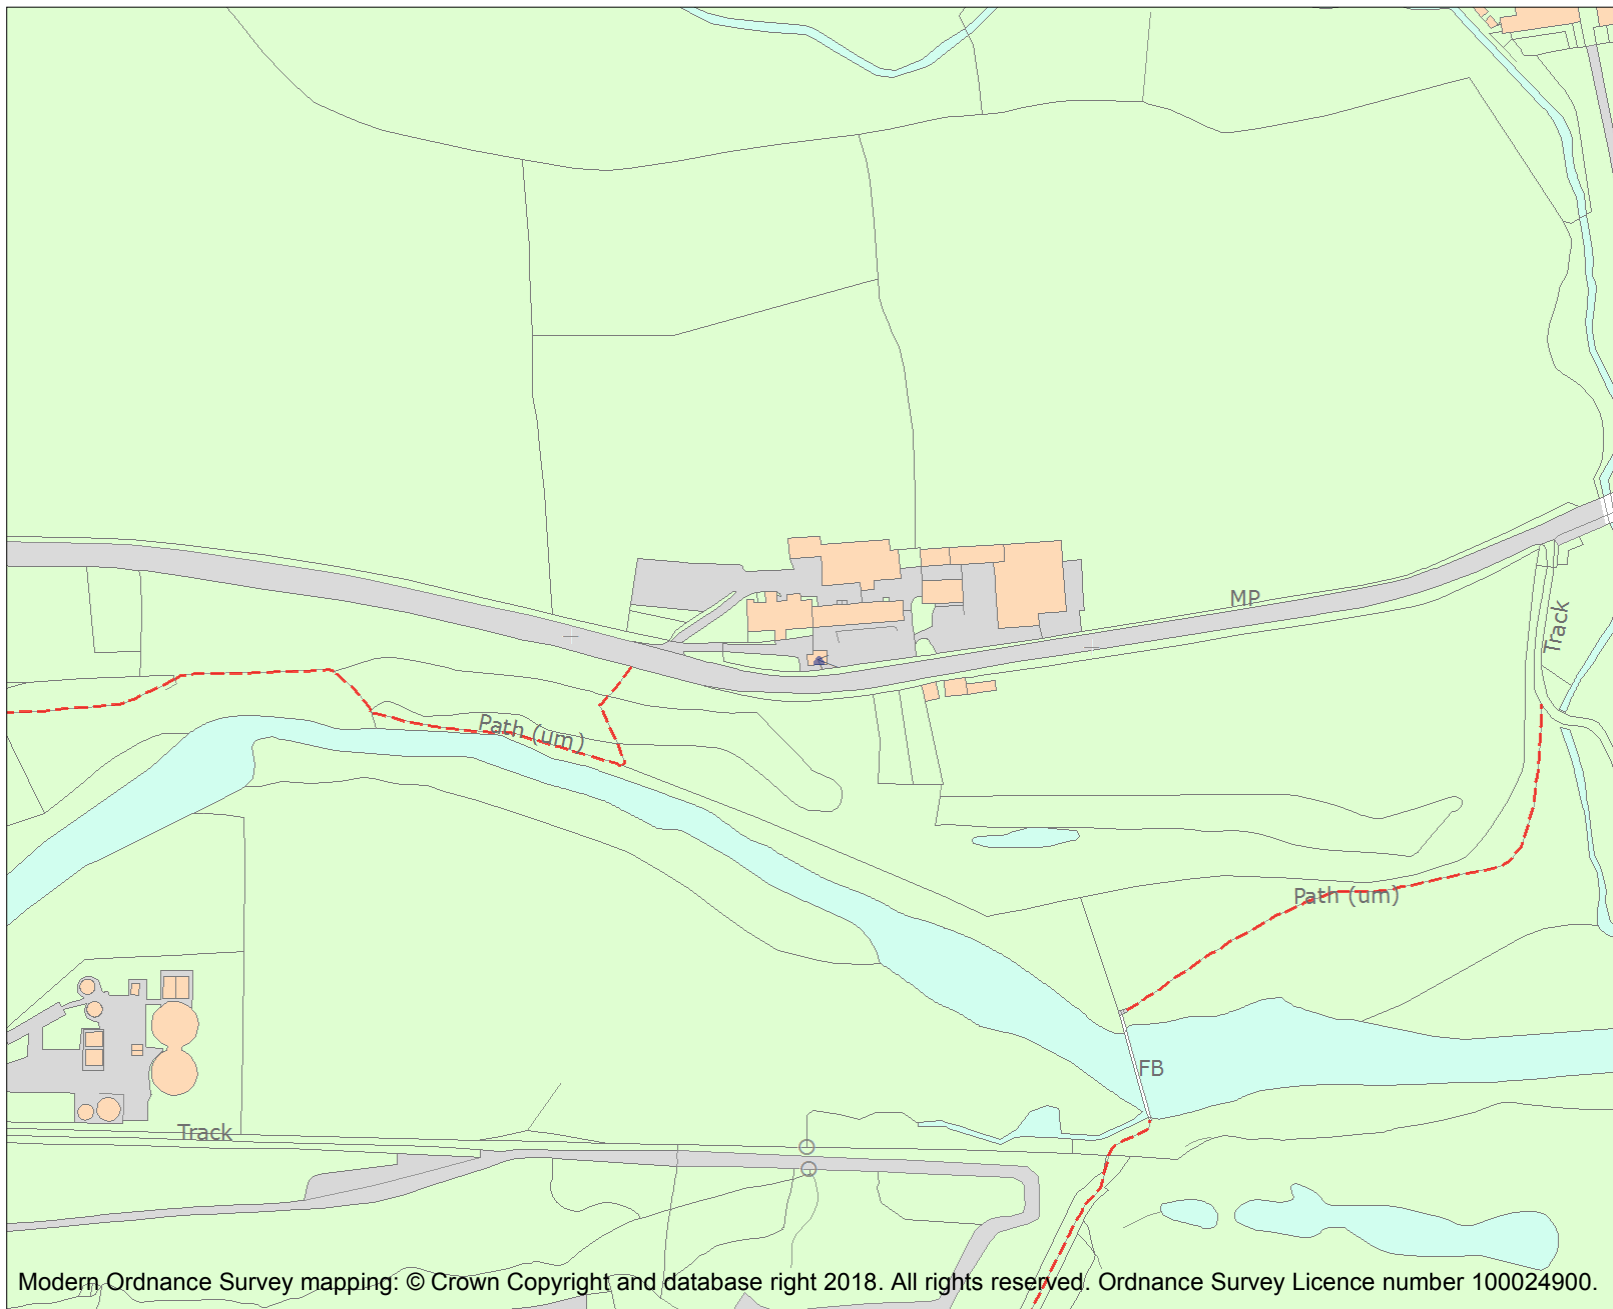 MP
Track
Path (um)
Path (um)
FB
Track
Modern Ordnance Survey mapping: © Crown Copyright and database right 2018. All rights reserved. Ordnance Survey Licence number 100024900.